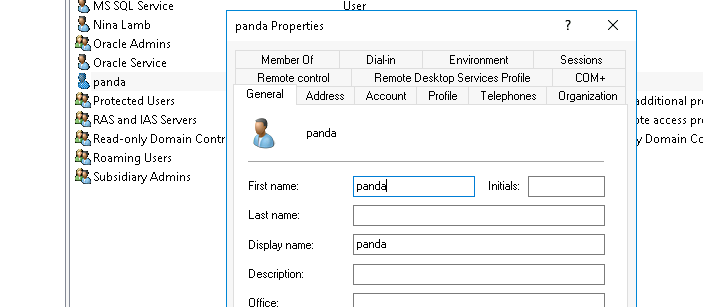 MS SQL Service User
Nina Lamb
Oracle Admins
Oracle Service
panda
Protected Users
RAS and IAS Servers
Read-only Domain Contr
Roaming Users
Subsidiary Admins
panda Properties ? ×
Member Of Dial-in Environment Sessions
Remote control Remote Desktop Services Profile COM+
General Address Account Profile Telephones Organization
panda
First name: panda Initials:
Last name:
Display name: panda
Description:
Office:
additional pro
ote access pro
y Domain Co